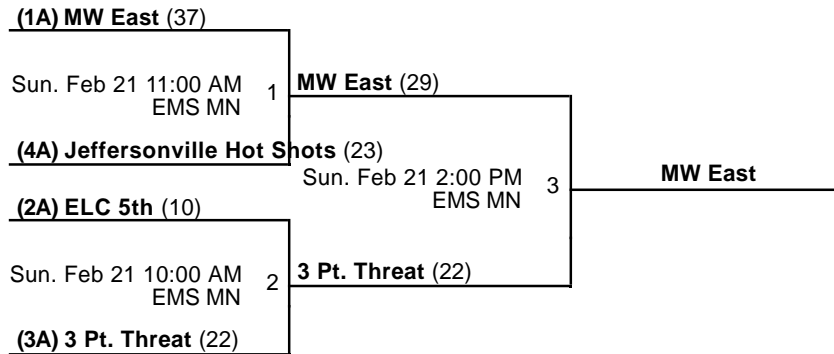 (1A) MW East (37)
Sun. Feb 21 11:00 AM
EMS MN
1
MW East (29)
(4A) Jeffersonville Hot Shots (23)
Sun. Feb 21 2:00 PM
EMS MN
3
MW East
(2A) ELC 5th (10)
Sun. Feb 21 10:00 AM
EMS MN
2
3 Pt. Threat (22)
(3A) 3 Pt. Threat (22)